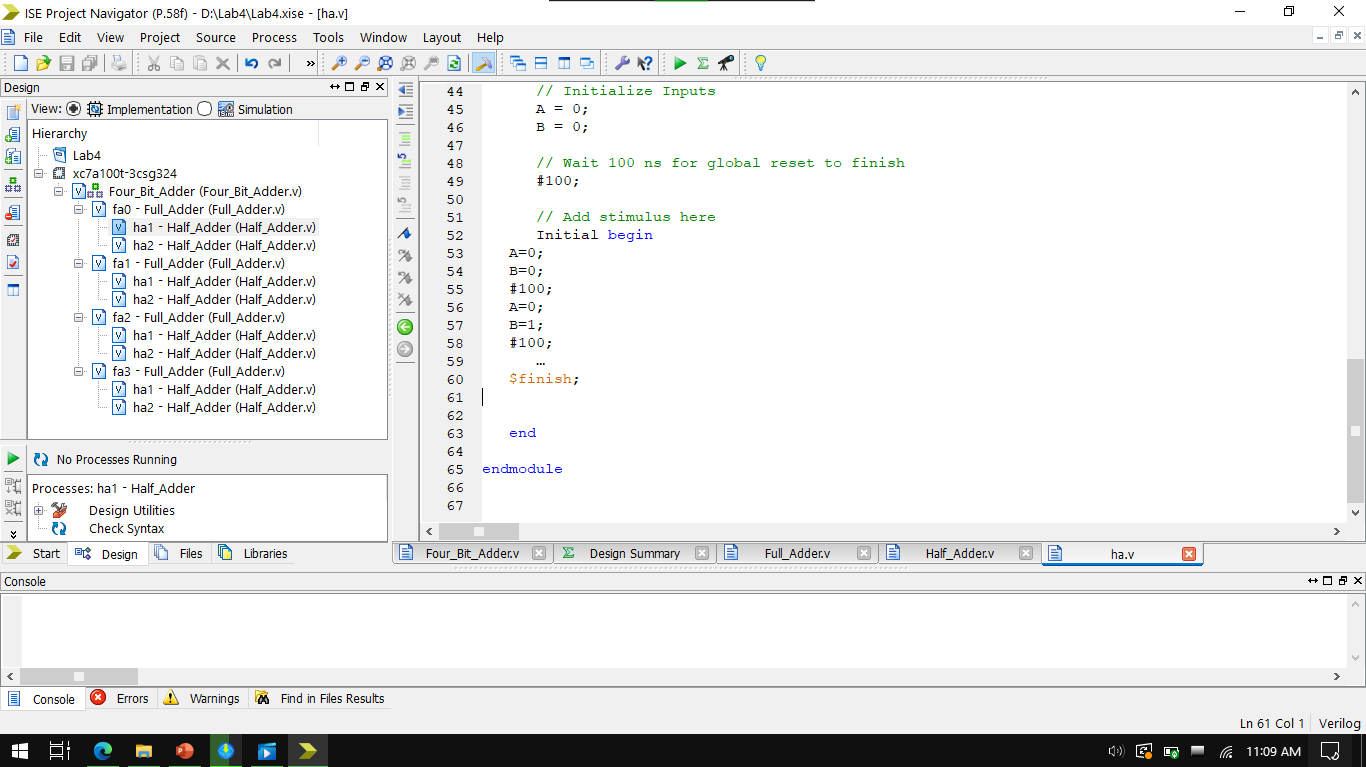 ISE Project Navigator (P.58f) - D:\Lab4\Lab4.xise - [ha.v]
File Edit View Project Source Process Tools Window Layout Help
Design
View: Implementation Simulation
Hierarchy
Lab4
xc7a100t-3csg324
Four_Bit_Adder (Four_Bit_Adder.v)
fa0 - Full_Adder (Full_Adder.v)
ha1 - Half_Adder (Half_Adder.v)
ha2 - Half_Adder (Half_Adder.v)
fa1 - Full_Adder (Full_Adder.v)
ha1 - Half_Adder (Half_Adder.v)
ha2 - Half_Adder (Half_Adder.v)
fa2 - Full_Adder (Full_Adder.v)
ha1 - Half_Adder (Half_Adder.v)
ha2 - Half_Adder (Half_Adder.v)
fa3 - Full_Adder (Full_Adder.v)
ha1 - Half_Adder (Half_Adder.v)
ha2 - Half_Adder (Half_Adder.v)
No Processes Running
Processes: ha1 - Half_Adder
Design Utilities
Check Syntax
Start Design Files Libraries
44 // Initialize Inputs
45 A = 0;
46 B = 0;
47
48 // Wait 100 ns for global reset to finish
49 #100;
50
51 // Add stimulus here
52 Initial begin
53 A=0;
54 B=0;
55 #100;
56 A=0;
57 B=1;
58 #100;
59 …
60 $finish;
61
62
63 end
64
65 endmodule
66
67
Four_Bit_Adder.v Design Summary Full_Adder.v Half_Adder.v ha.v
Console
Console Errors Warnings Find in Files Results
Ln 61 Col 1 Verilog
11:09 AM